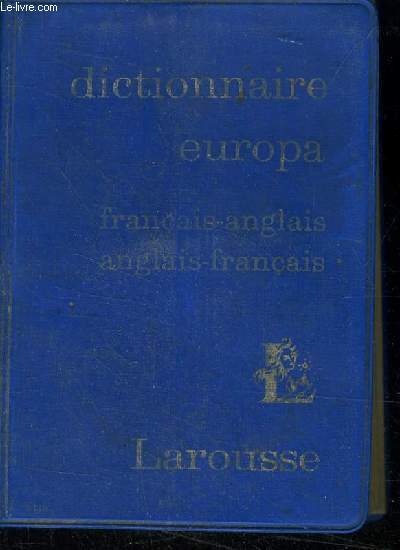 le-livre.com
dictionnaire
europa
français-anglais
anglais-français
L
Larousse